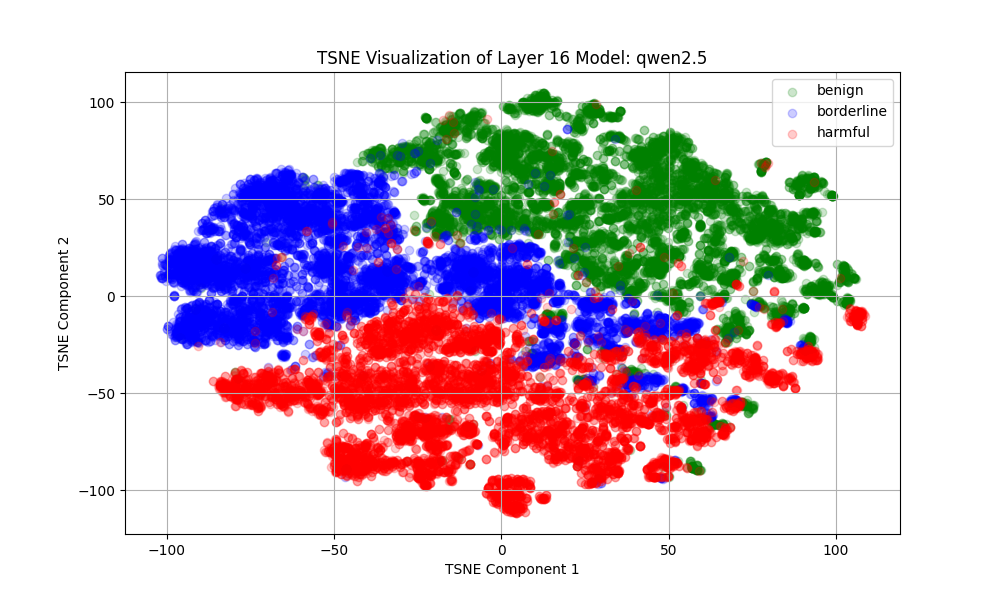 TSNE Visualization of Layer 16 Model: qwen2.5
benign
borderline
harmful
100
50
0
−50
−100
TSNE Component 2
−100
−50
0
50
100
TSNE Component 1